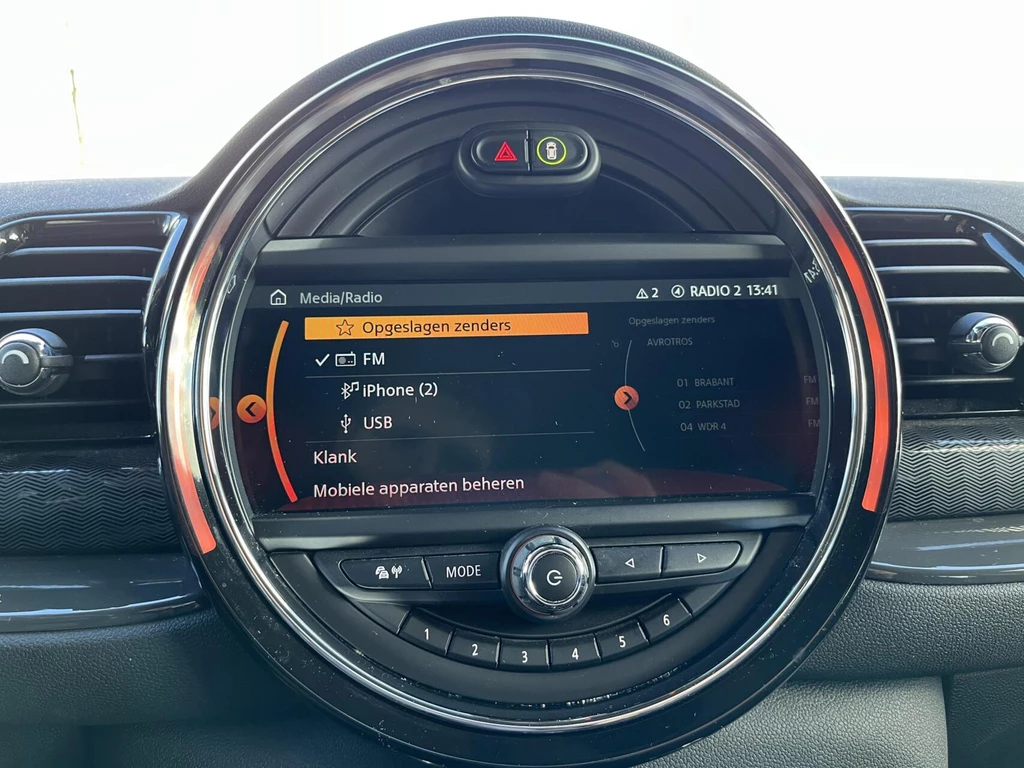 Media/Radio
2 RADIO 2 13:41
Opgeslagen zenders
FM
iPhone (2)
USB
Klank
Mobiele apparaten beheren
Opgeslagen zenders
AVROTROS
01 BRABANT FM
02 PARKSTAD FM
04 WDR 4 FM
MODE
1 2 3 4 5 6